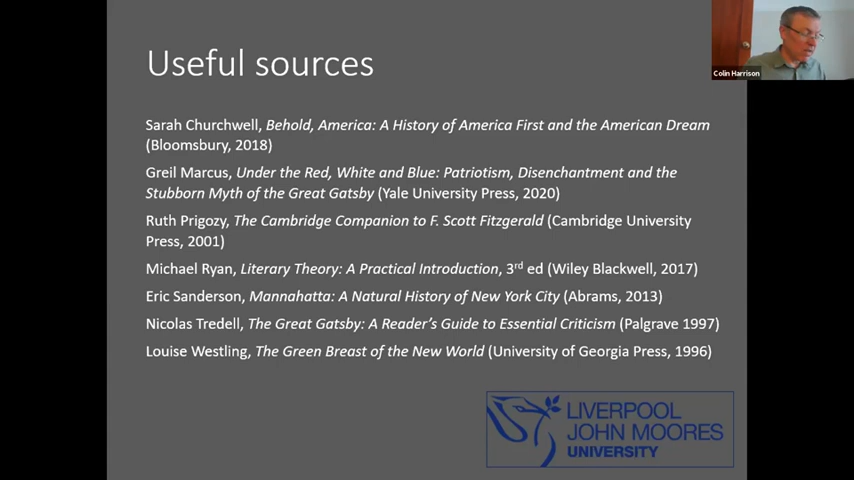 Useful sources
Colin Harrison
Sarah Churchwell, Behold, America: A History of America First and the American Dream
(Bloomsbury, 2018)
Greil Marcus, Under the Red, White and Blue: Patriotism, Disenchantment and the
Stubborn Myth of the Great Gatsby (Yale University Press, 2020)
Ruth Prigozy, The Cambridge Companion to F. Scott Fitzgerald (Cambridge University
Press, 2001)
Michael Ryan, Literary Theory: A Practical Introduction, 3rd ed (Wiley Blackwell, 2017)
Eric Sanderson, Mannahatta: A Natural History of New York City (Abrams, 2013)
Nicolas Tredell, The Great Gatsby: A Reader's Guide to Essential Criticism (Palgrave 1997)
Louise Westling, The Green Breast of the New World (University of Georgia Press, 1996)
LIVERPOOL
JOHN MOORES
UNIVERSITY